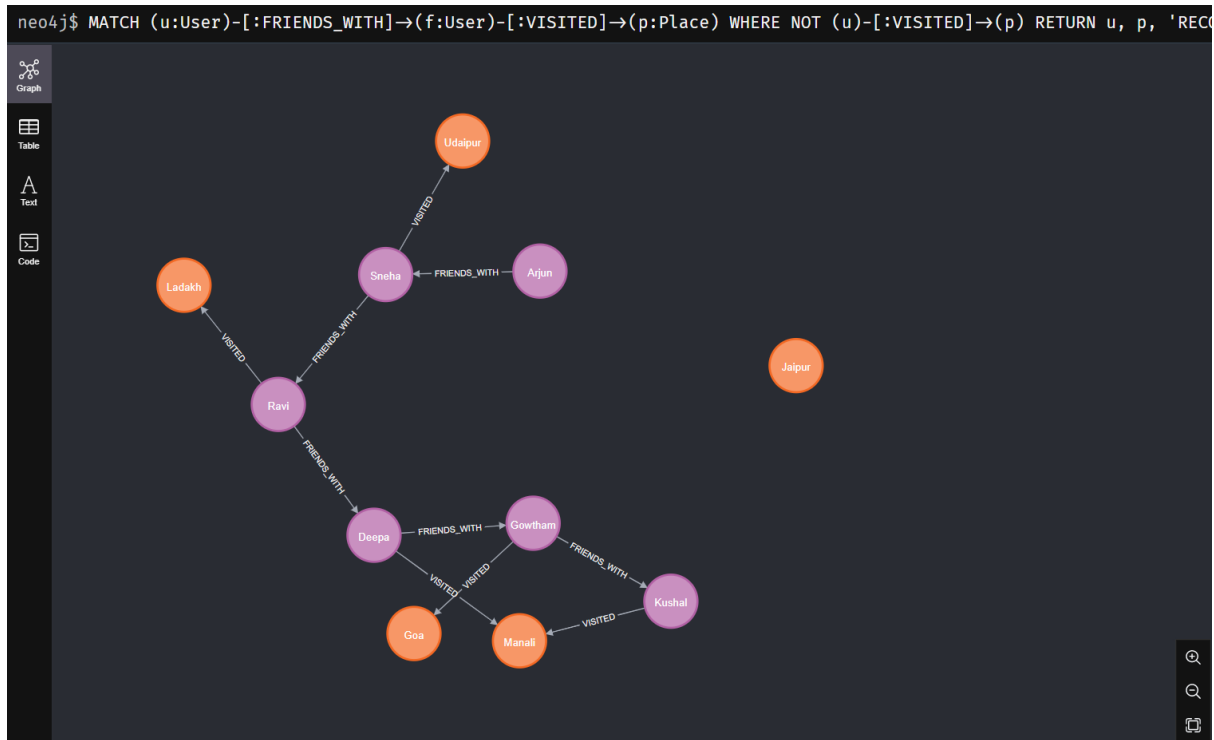 neo4j$ MATCH (u:User)-[:FRIENDS_WITH]→(f:User)-[:VISITED]→(p:Place) WHERE NOT (u)-[:VISITED]→(p) RETURN u, p, 'RECO
Graph
Table
Text
Code
Udaipur
VISITED
Sneha
FRIENDS_WITH
Arjun
Ladakh
VISITED
FRIENDS_WITH
Jaipur
Ravi
FRIENDS_WITH
Deepa
FRIENDS_WITH
Gowtham
FRIENDS_WITH
VISITED
VISITED
Kushal
VISITED
Goa
Manali